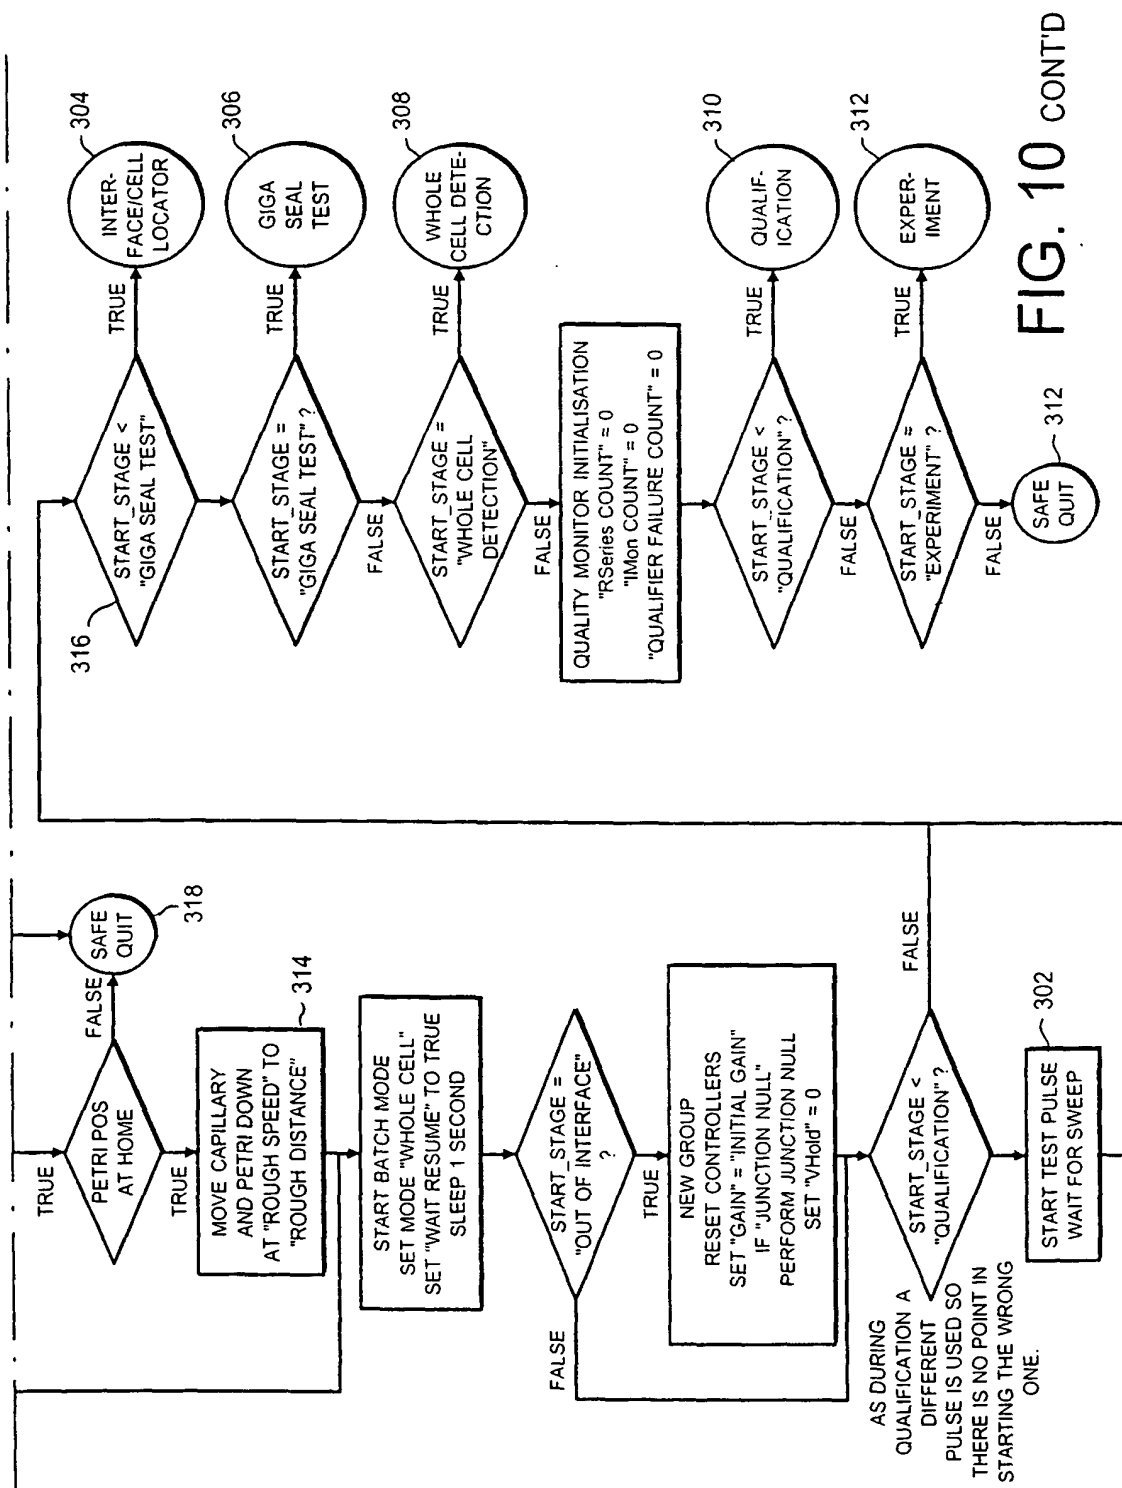 TRUE
PETRI POS
AT HOME
FALSE
SAFE
QUIT
318
TRUE
MOVE CAPILLARY
AND PETRI DOWN
AT "ROUGH SPEED" TO
"ROUGH DISTANCE"
314
START BATCH MODE
SET MODE "WHOLE CELL"
SET "WAIT RESUME" TO TRUE
SLEEP 1 SECOND
START_STAGE =
"OUT OF INTERFACE"
?
FALSE
TRUE
NEW GROUP
RESET CONTROLLERS
SET "GAIN" = "INITIAL GAIN"
IF "JUNCTION NULL"
PERFORM JUNCTION NULL
SET "VHold" = 0
START_STAGE <
"QUALIFICATION" ?
FALSE
AS DURING
QUALIFICATION A
DIFFERENT
PULSE IS USED SO
THERE IS NO POINT IN
STARTING THE WRONG
ONE.
START TEST PULSE
WAIT FOR SWEEP
302
START_STAGE <
"GIGA SEAL TEST"
316
TRUE
INTER-
FACE/CELL
LOCATOR
304
START_STAGE =
"GIGA SEAL TEST" ?
TRUE
GIGA
SEAL
TEST
306
FALSE
START_STAGE =
"WHOLE CELL
DETECTION"
TRUE
WHOLE
CELL DETE-
CTION
308
FALSE
QUALITY MONITOR INITIALISATION
"RSeries COUNT" = 0
"IMon COUNT" = 0
"QUALIFIER FAILURE COUNT" = 0
START_STAGE <
"QUALIFICATION" ?
TRUE
QUALIF-
ICATION
310
FALSE
START_STAGE =
"EXPERIMENT" ?
TRUE
EXPER-
IMENT
312
FALSE
SAFE
QUIT
312
FIG. 10 CONT'D